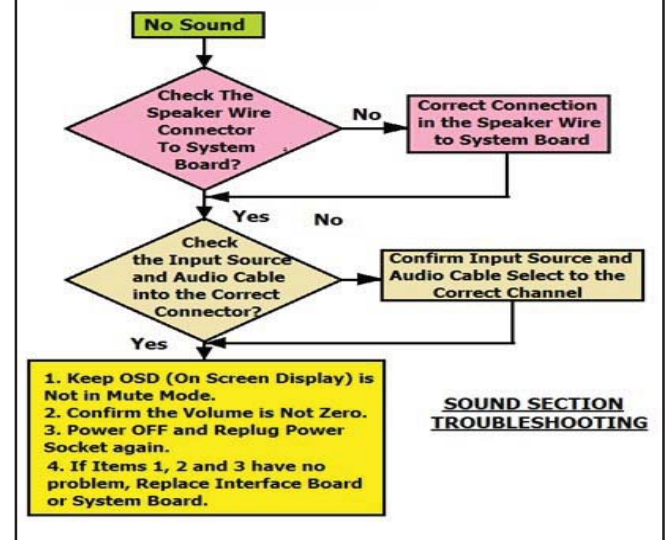 No Sound
Check The
Speaker Wire
Connector
To System
Board?
No
Correct Connection
in the Speaker Wire
to System Board
Yes
No
Check
the Input Source
and Audio Cable
into the Correct
Connector?
Confirm Input Source and
Audio Cable Select to the
Correct Channel
Yes
1. Keep OSD (On Screen Display) is
Not in Mute Mode.
2. Confirm the Volume is Not Zero.
3. Power OFF and Replug Power
Socket again.
4. If Items 1, 2 and 3 have no
problem, Replace Interface Board
or System Board.
SOUND SECTION
TROUBLESHOOTING